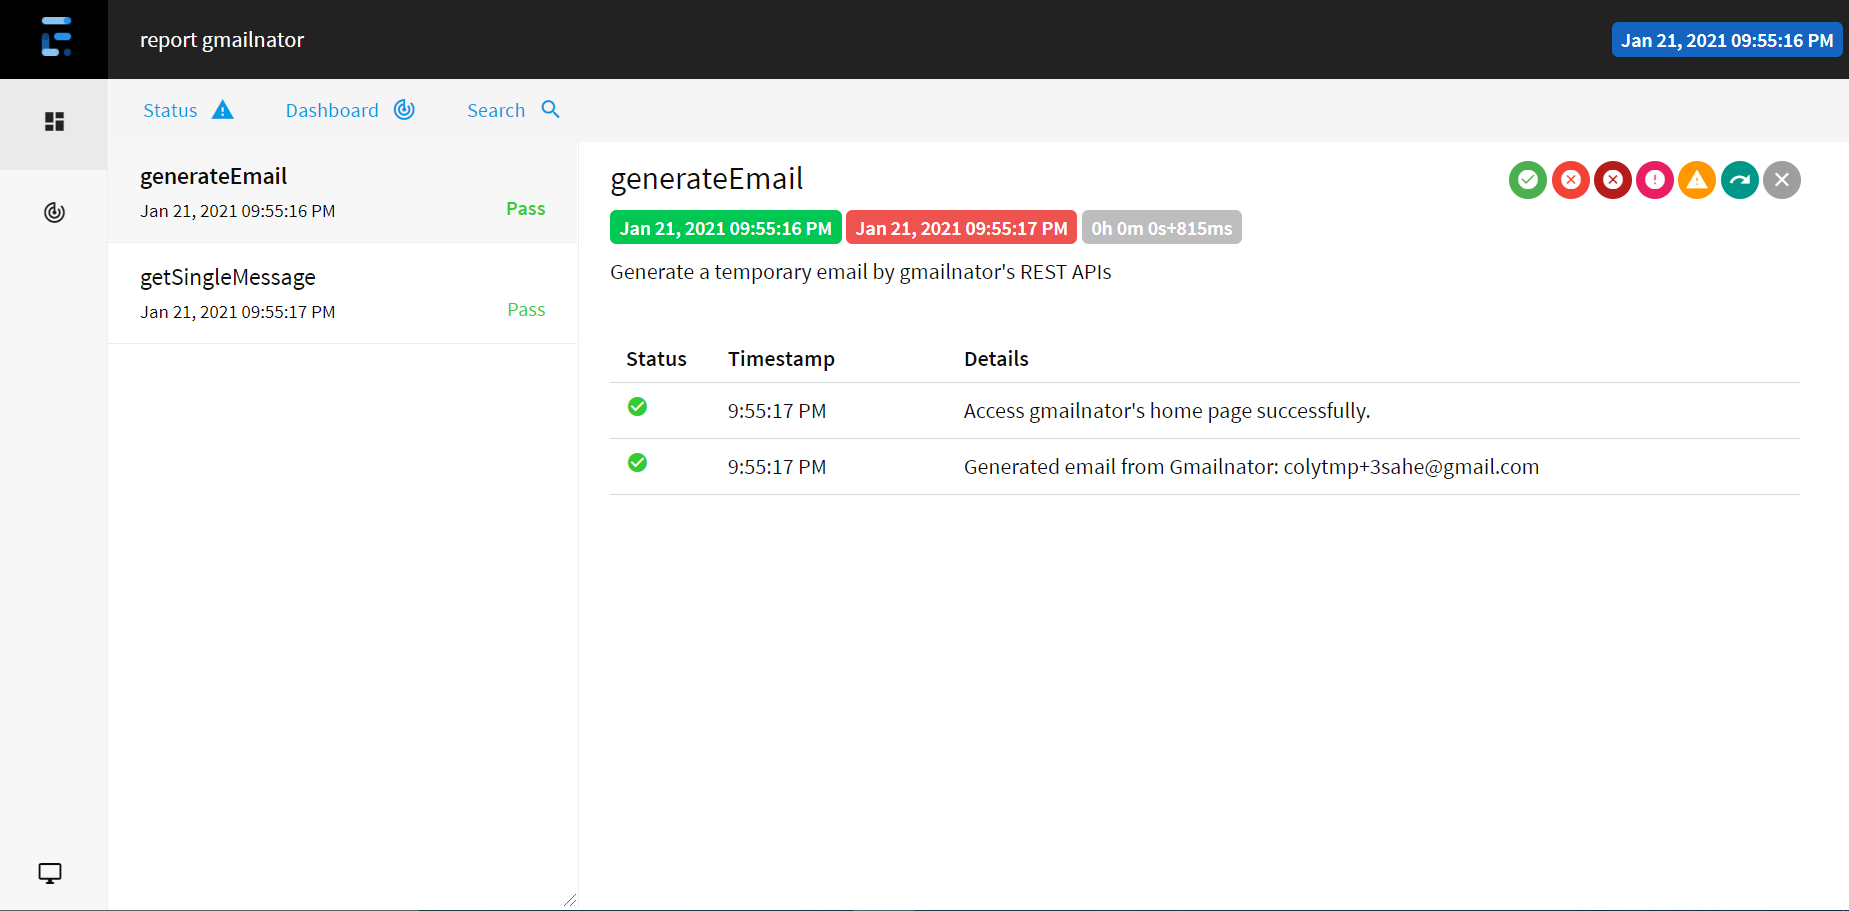 report gmailnator
Jan 21, 2021 09:55:16 PM
Status
Dashboard
Search
generateEmail
Jan 21, 2021 09:55:16 PM
Pass
getSingleMessage
Jan 21, 2021 09:55:17 PM
Pass
generateEmail
Jan 21, 2021 09:55:16 PM Jan 21, 2021 09:55:17 PM 0h 0m 0s+815ms
Generate a temporary email by gmailnator's REST APIs
Status Timestamp Details
9:55:17 PM Access gmailnator's home page successfully.
9:55:17 PM Generated email from Gmailnator: colytmp+3sahe@gmail.com